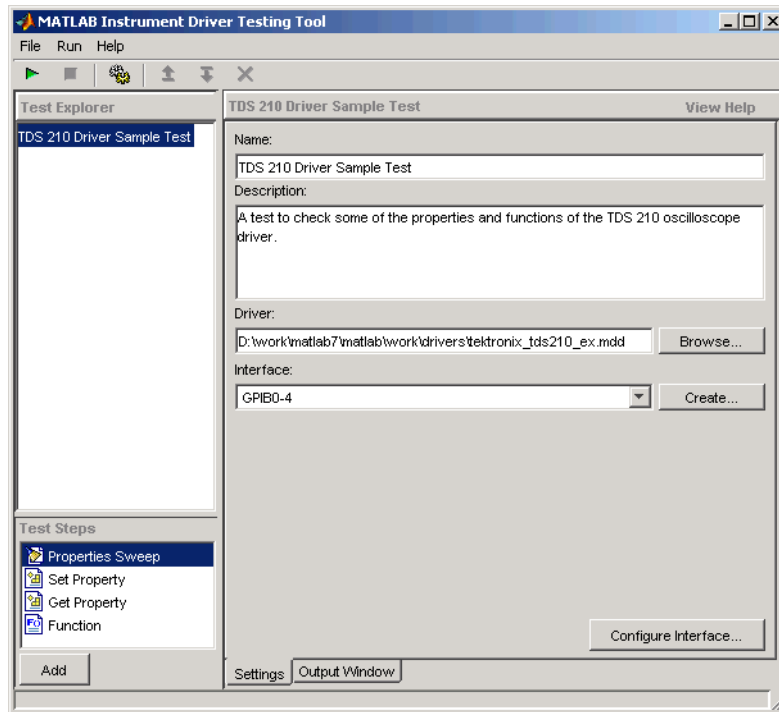 MATLAB Instrument Driver Testing Tool
File Run Help
Test Explorer
TDS 210 Driver Sample Test
TDS 210 Driver Sample Test View Help
Name:
TDS 210 Driver Sample Test
Description:
A test to check some of the properties and functions of the TDS 210 oscilloscope
driver.
Driver:
D:\work\matlab7\matlab\work\drivers\tektronix_tds210_ex.mdd Browse...
Interface:
GPIB0-4 Create...
Test Steps
Properties Sweep
Set Property
Get Property
Function
Add
Configure Interface...
Settings Output Window